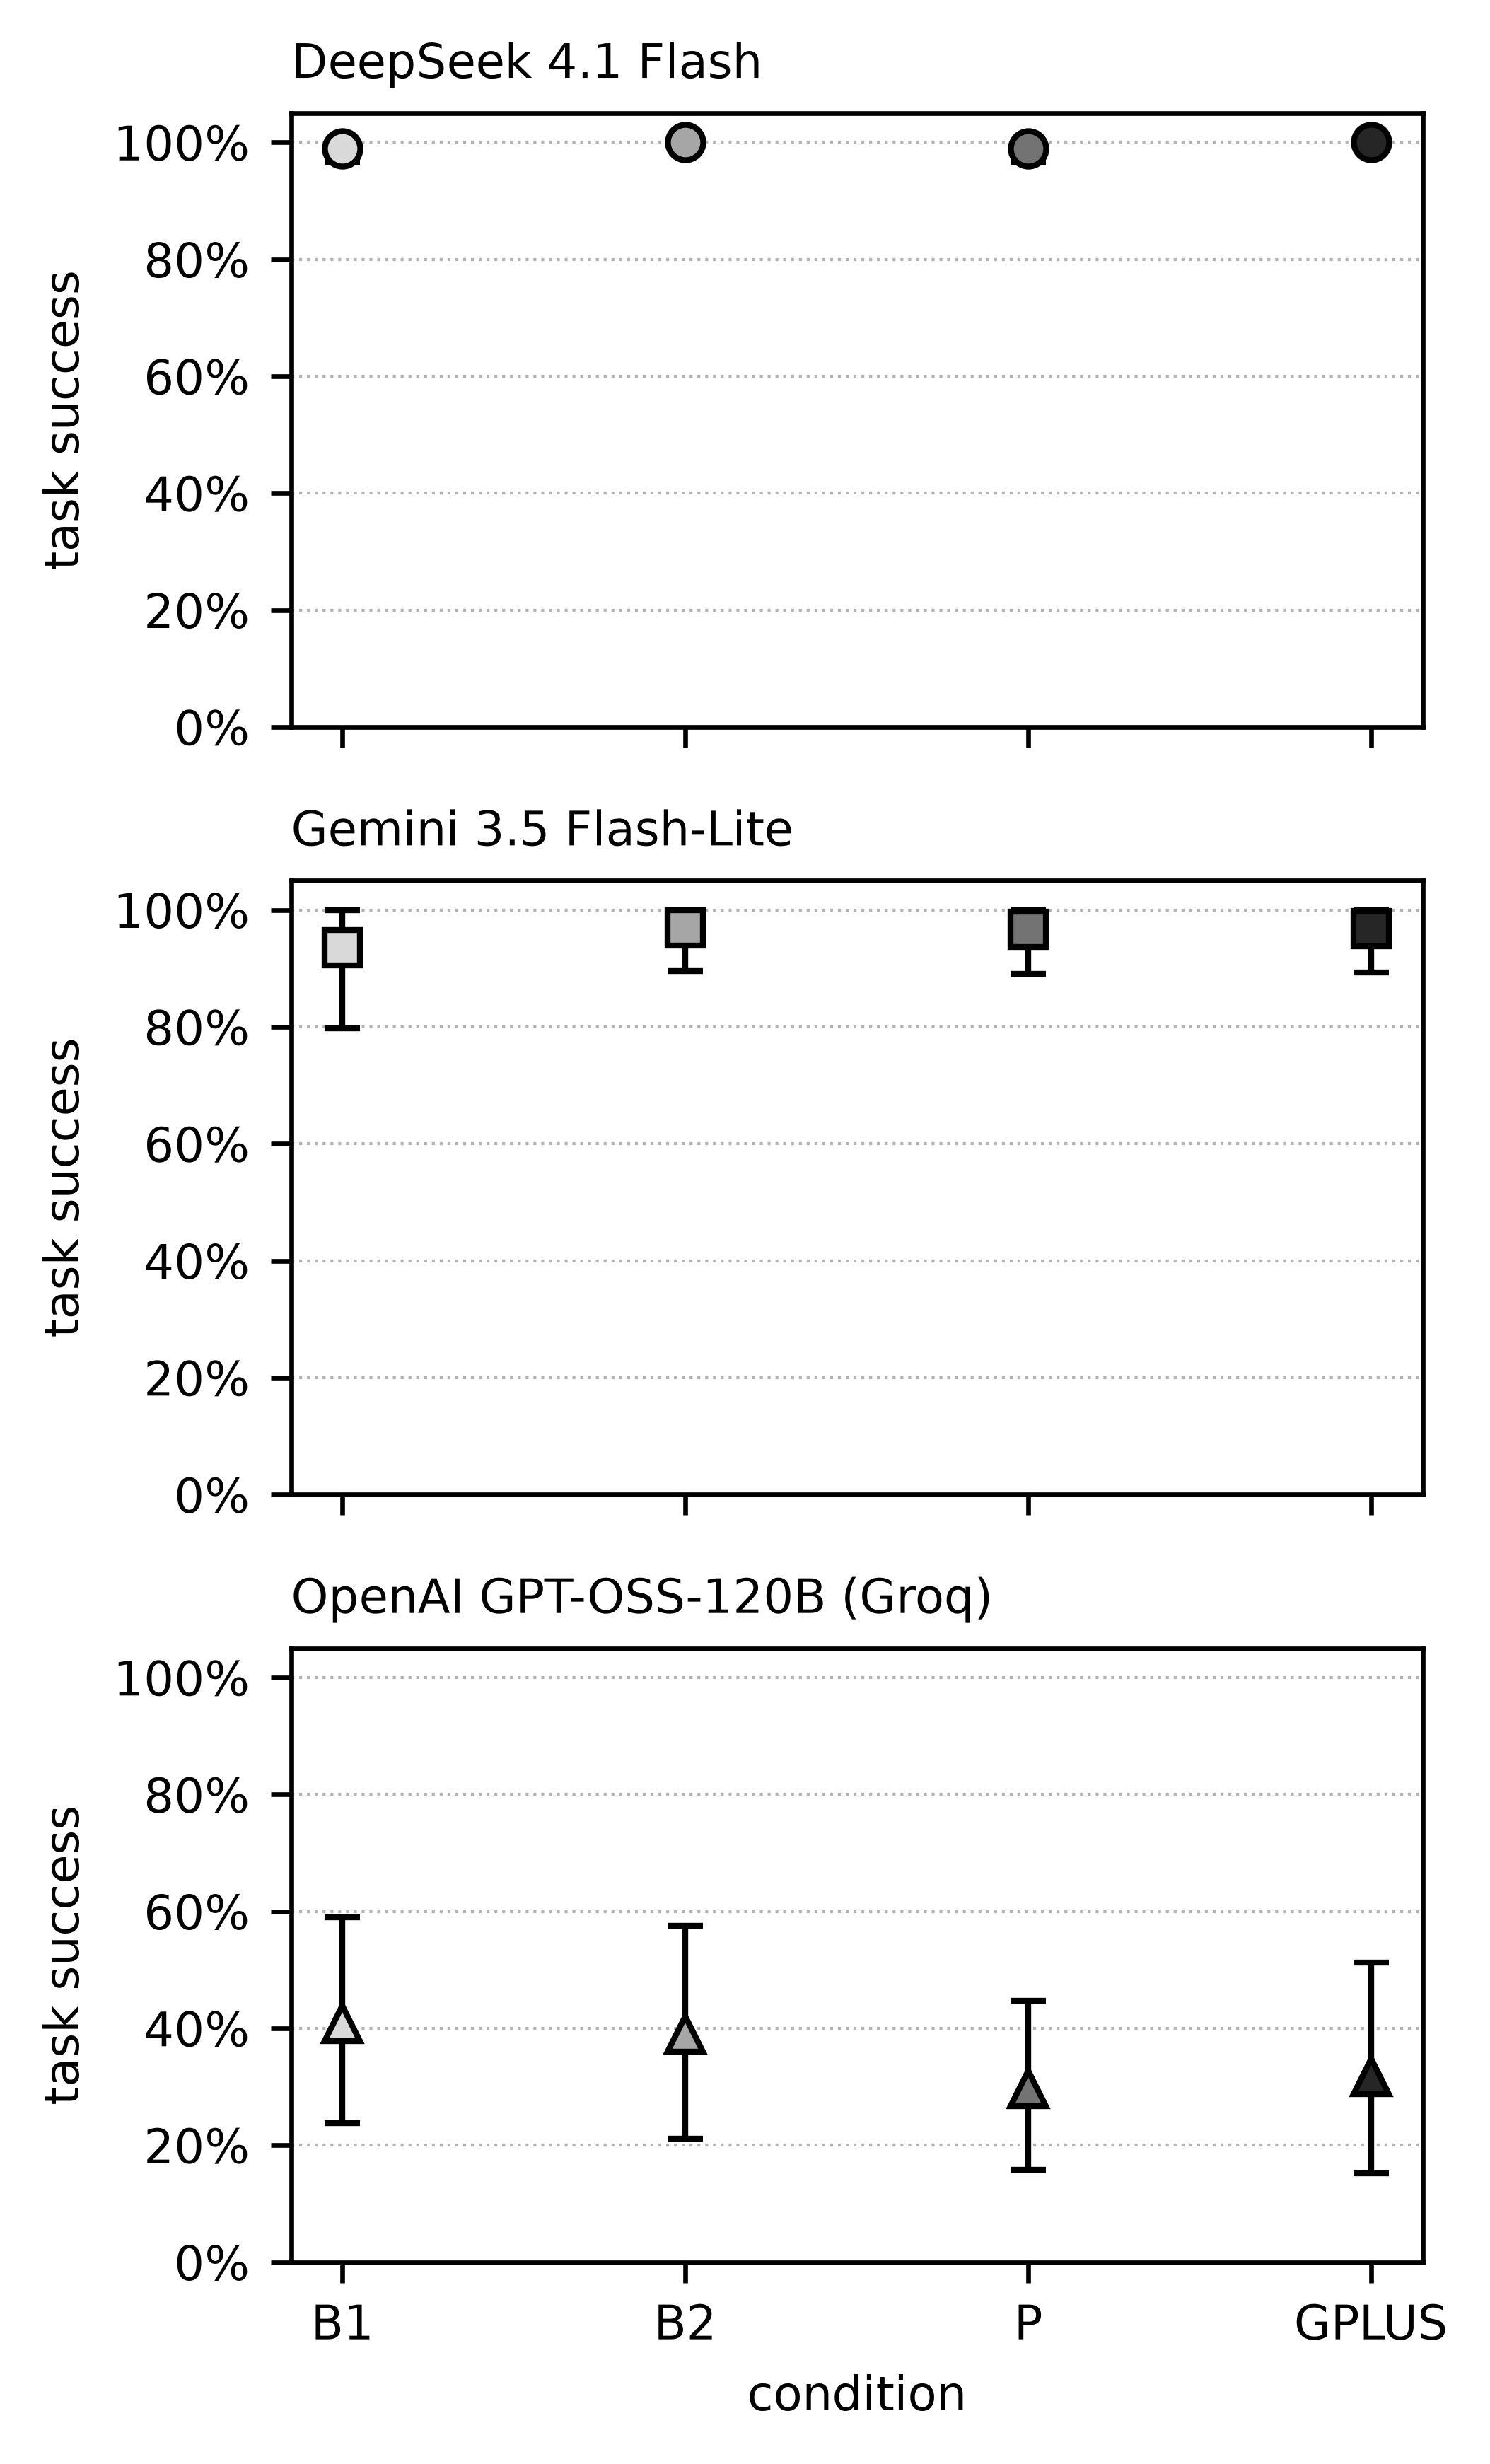 DeepSeek 4.1 Flash
task success
100%
80%
60%
40%
20%
0%
Gemini 3.5 Flash-Lite
task success
100%
80%
60%
40%
20%
0%
OpenAI GPT-OSS-120B (Groq)
task success
100%
80%
60%
40%
20%
0%
B1 B2 P GPLUS
condition